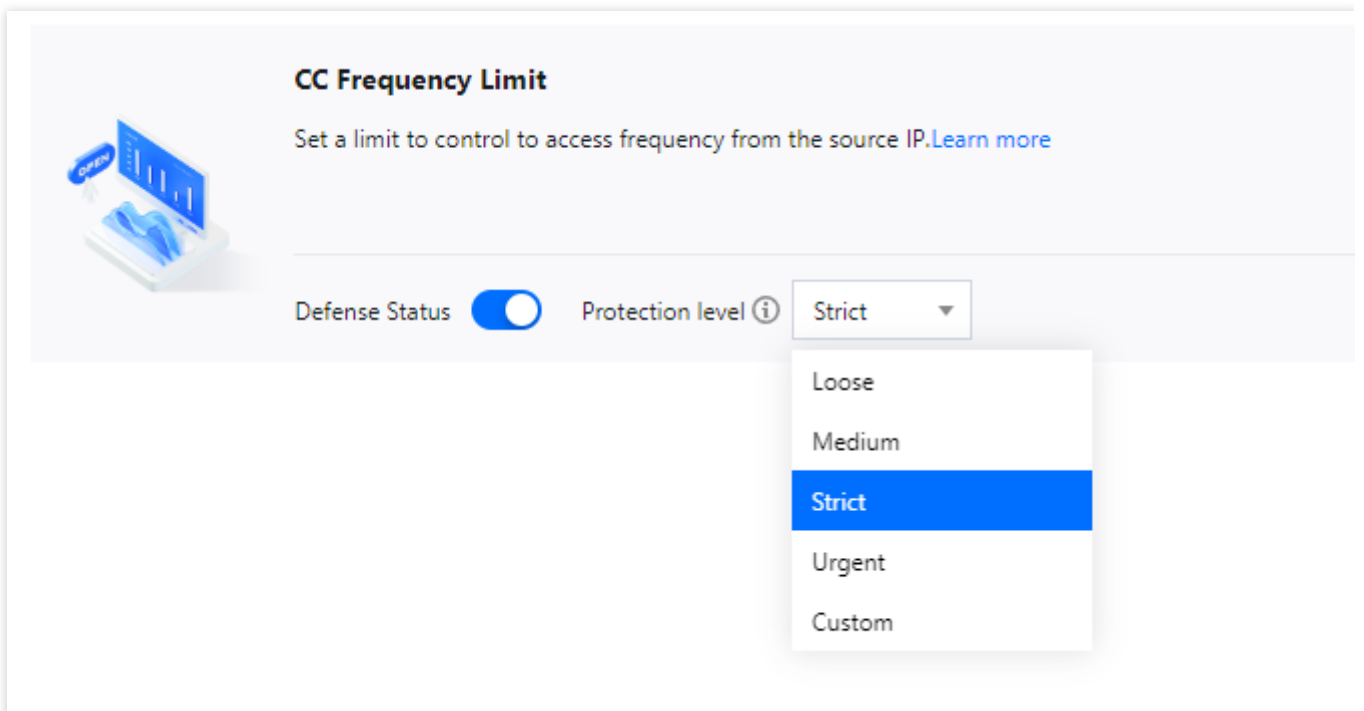 CC Frequency Limit
Set a limit to control to access frequency from the source IP.Learn more
OPEN
Defense Status Protection level Strict
Loose
Medium
Strict
Urgent
Custom